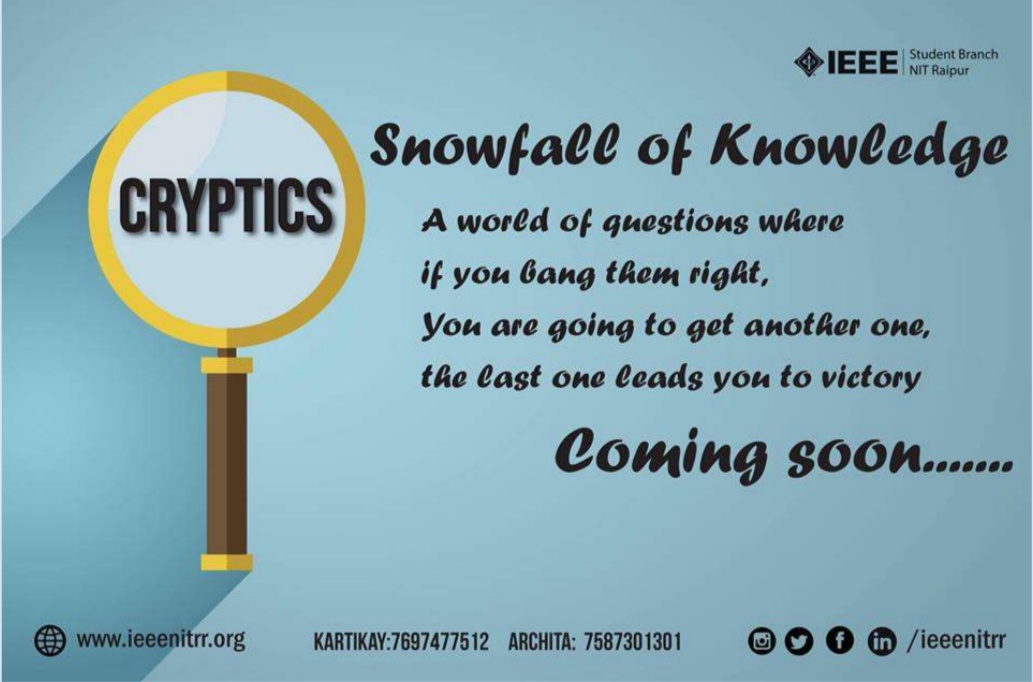 IEEE Student Branch
NIT Raipur
CRYPTICS
Snowfall of Knowledge
A world of questions where
if you bang them right,
You are going to get another one,
the last one leads you to victory
Coming soon.......
www.ieeenitrr.org KARTIKAY:7697477512 ARCHITA: 7587301301 /ieeenitrr